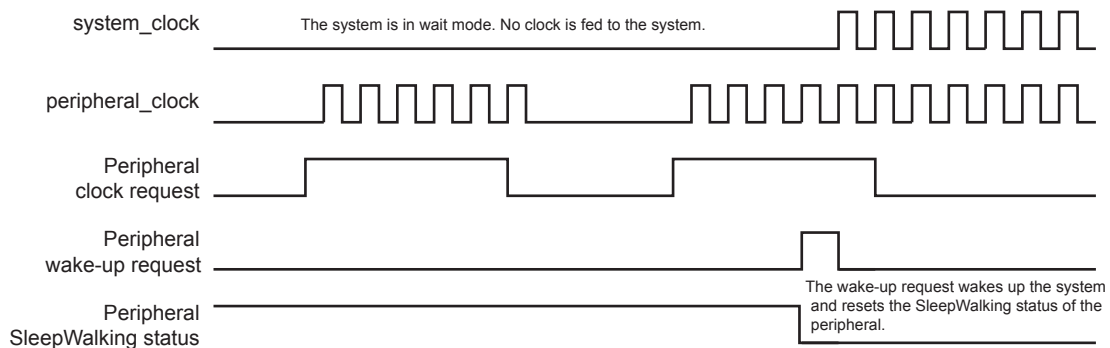 system_clock
The system is in wait mode. No clock is fed to the system.
peripheral_clock
Peripheral
clock request
Peripheral
wake-up request
The wake-up request wakes up the system
and resets the SleepWalking status of the
peripheral.
Peripheral
SleepWalking status